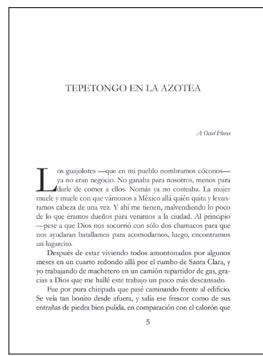 TEPETONGO EN LA AZOTEA
A Ociel Flores
Los guajolotes —que en mi pueblo nombramos cóconos—
ya no eran negocio. No ganaba para nosotros, menos para
darle de comer a ellos. Nomás ya no costeaba. La mujer
muele y muele con que vámonos a México allá quién quita y levan-
tamos cabeza de una vez. Y ahí me tienen, malvendiendo lo poco
de lo que éramos dueños para venirnos a la ciudad. Al principio
—pese a que Dios nos socorrió con sólo dos chamacos para que
nos ayudaran batallamos para acomodarnos, luego, encontramos
un lugarcito.
Después de estar viviendo todos amontonados por algunos
meses en un cuarto redondo allá por el rumbo de Santa Clara, y
yo trabajando de machetero en un camión repartidor de gas, gra-
cias a Dios que me hallé este trabajo un poco más descansado.
Fue por pura chiripada que pasé caminando frente al edificio.
Se veía tan bonito desde afuera, y salía ese frescor como de sus
entrañas de piedra bien pulida, en comparación con el calorón que
5